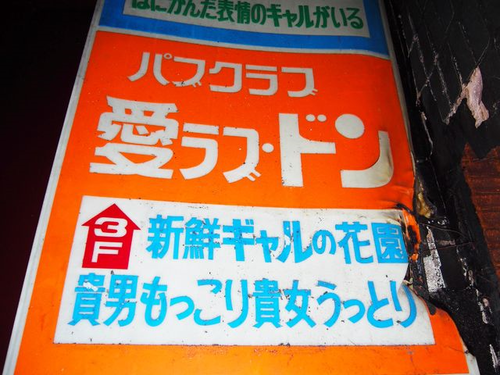 はにかんだ表情のキャルがいる
パブクラブ
愛ラブ・ドン
3F
新鮮ギャルの花園
貴男もっこり貴女うっとり